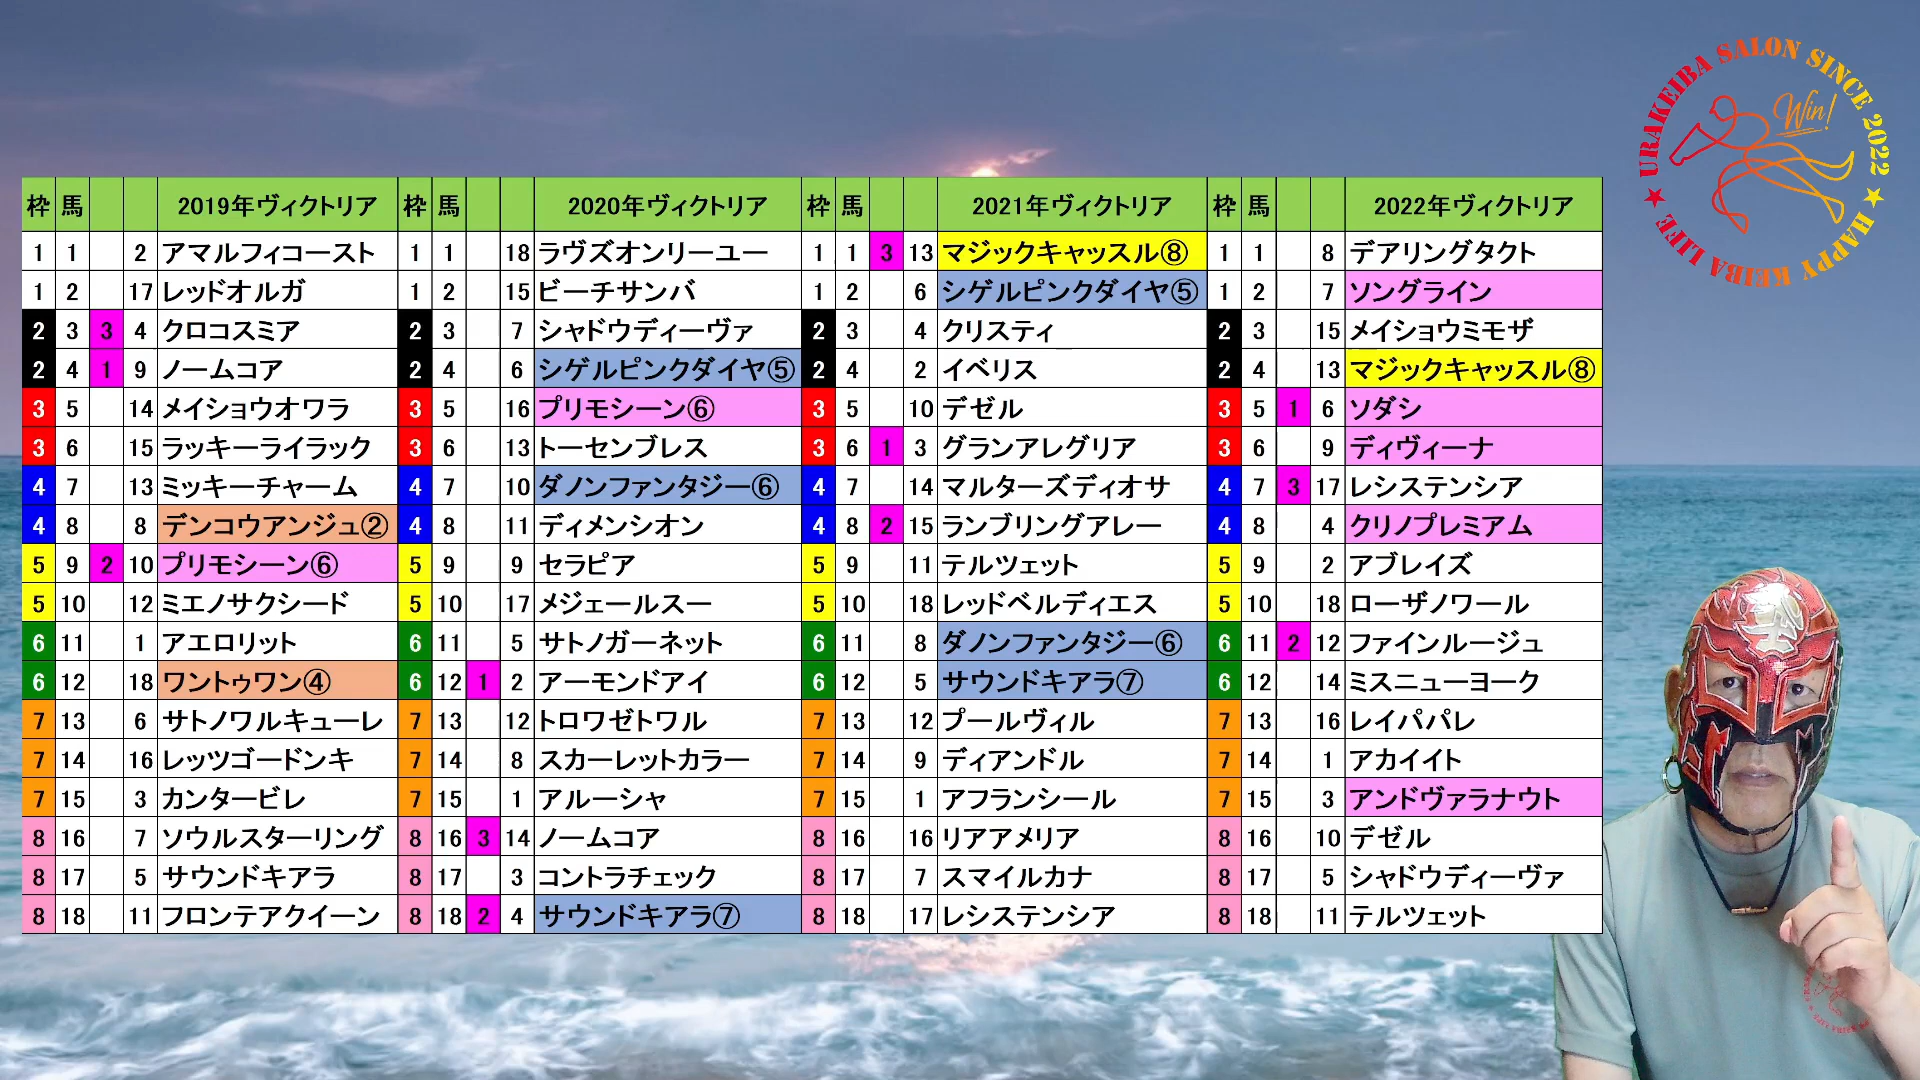 枠 馬 2019年ヴィクトリア 枠 馬 2020年ヴィクトリア 枠 馬 2021年ヴィクトリア 枠 馬 2022年ヴィクトリア
1 1 2 アマルフィコースト 1 1 18 ラヴズオンリーユー 1 1 3 13 マジックキャッスル⑧ 1 1 8 デアリングタクト
1 2 17 レッドオルガ 1 2 15 ビーチサンバ 1 2 6 シゲルピンクダイヤ⑤ 1 2 7 ソングライン
2 3 3 4 クロコスミア 2 3 7 シャドウディーヴァ 2 3 4 クリスティ 2 3 15 メイショウミモザ
2 4 1 9 ノームコア 2 4 6 シゲルピンクダイヤ⑤ 2 4 2 イベリス 2 4 13 マジックキャッスル⑧
3 5 14 メイショウオワラ 3 5 16 プリモシーン⑥ 3 5 10 デゼル 3 5 1 6 ソダシ
3 6 15 ラッキーライラック 3 6 13 トーセンブレス 3 6 1 3 グランアレグリア 3 6 9 ディヴィーナ
4 7 13 ミッキーチャーム 4 7 10 ダノンファンタジー⑥ 4 7 14 マルターズディオサ 4 7 3 17 レシステンシア
4 8 8 デンコウアンジュ② 4 8 11 ディメンシオン 4 8 2 15 ランブリングアレー 4 8 4 クリノプレミアム
5 9 2 10 プリモシーン⑥ 5 9 9 セラピア 5 9 11 テルツェット 5 9 2 アブレイズ
5 10 12 ミエノサクシード 5 10 17 メジェールスー 5 10 18 レッドベルディエス 5 10 18 ローザノワール
6 11 1 アエロリット 6 11 5 サトノガーネット 6 11 8 ダノンファンタジー⑥ 6 11 2 12 ファインルージュ
6 12 18 ワントゥワン④ 6 12 1 2 アーモンドアイ 6 12 5 サウンドキアラ⑦ 6 12 14 ミスニューヨーク
7 13 6 サトノワルキューレ 7 13 12 トロワゼトワル 7 13 12 プールヴィル 7 13 16 レイパパレ
7 14 16 レッツゴードンキ 7 14 8 スカーレットカラー 7 14 9 ディアンドル 7 14 1 アカイイト
7 15 3 カンタービレ 7 15 1 アルーシャ 7 15 1 アフランシール 7 15 3 アンドヴァラナウト
8 16 7 ソウルスターリング 8 16 3 14 ノームコア 8 16 16 リアアメリア 8 16 10 デゼル
8 17 5 サウンドキアラ 8 17 3 コントラチェック 8 17 7 スマイルカナ 8 17 5 シャドウディーヴァ
8 18 11 フロンテアクイーン 8 18 2 4 サウンドキアラ⑦ 8 18 17 レシステンシア 8 18 11 テルツェット
URAKEIBA SALON SINCE 2022
★ HAPPY KEIBA LIFE ★
Win!